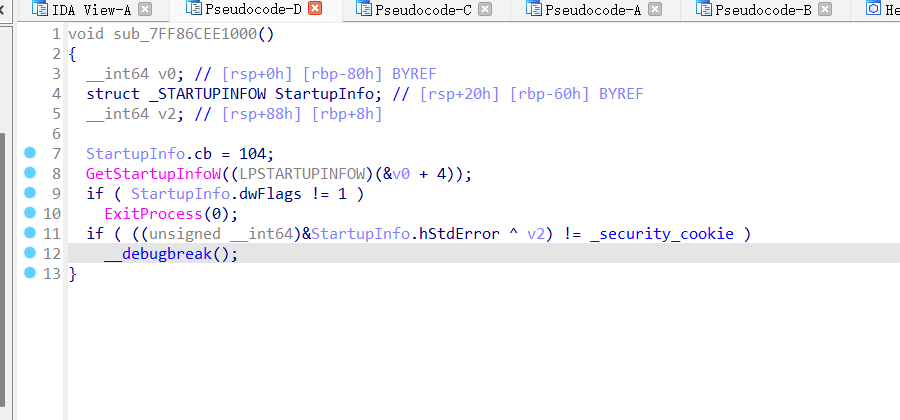 IDA View-A Pseudocode-D Pseudocode-C Pseudocode-A Pseudocode-B He
1 void sub_7FF86CEE1000()
2 {
3 __int64 v0; // [rsp+0h] [rbp-80h] BYREF
4 struct _STARTUPINFOW StartupInfo; // [rsp+20h] [rbp-60h] BYREF
5 __int64 v2; // [rsp+88h] [rbp+8h]
6
7 StartupInfo.cb = 104;
8 GetStartupInfoW((LPSTARTUPINFOW)(&v0 + 4));
9 if ( StartupInfo.dwFlags != 1 )
10 ExitProcess(0);
11 if ( ((unsigned __int64)&StartupInfo.hStdError ^ v2) != _security_cookie )
12 __debugbreak();
13 }